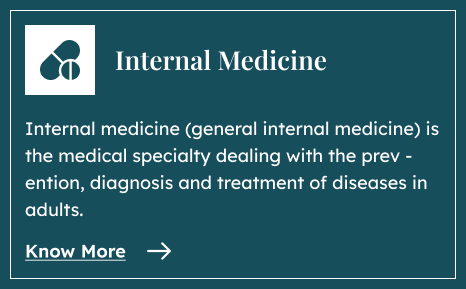 Internal Medicine
Internal medicine (general internal medicine) is
the medical specialty dealing with the prev -
ention, diagnosis and treatment of diseases in
adults.
Know More